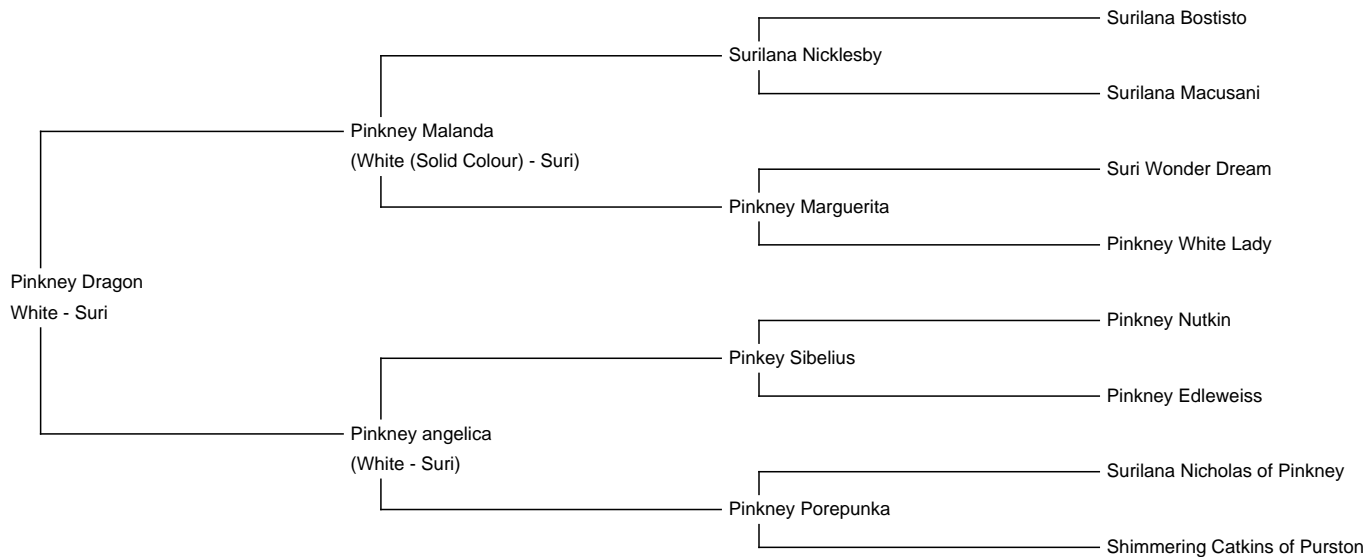 Surilana Bostisto
Surilana Nicklesby
Surilana Macusani
Pinkney Malanda
(White (Solid Colour) - Suri)
Suri Wonder Dream
Pinkney Marguerita
Pinkney White Lady
Pinkney Dragon
White - Suri
Pinkney Nutkin
Pinkey Sibelius
Pinkney Edleweiss
Pinkney angelica
(White - Suri)
Surilana Nicholas of Pinkney
Pinkney Porepunka
Shimmering Catkins of Purston